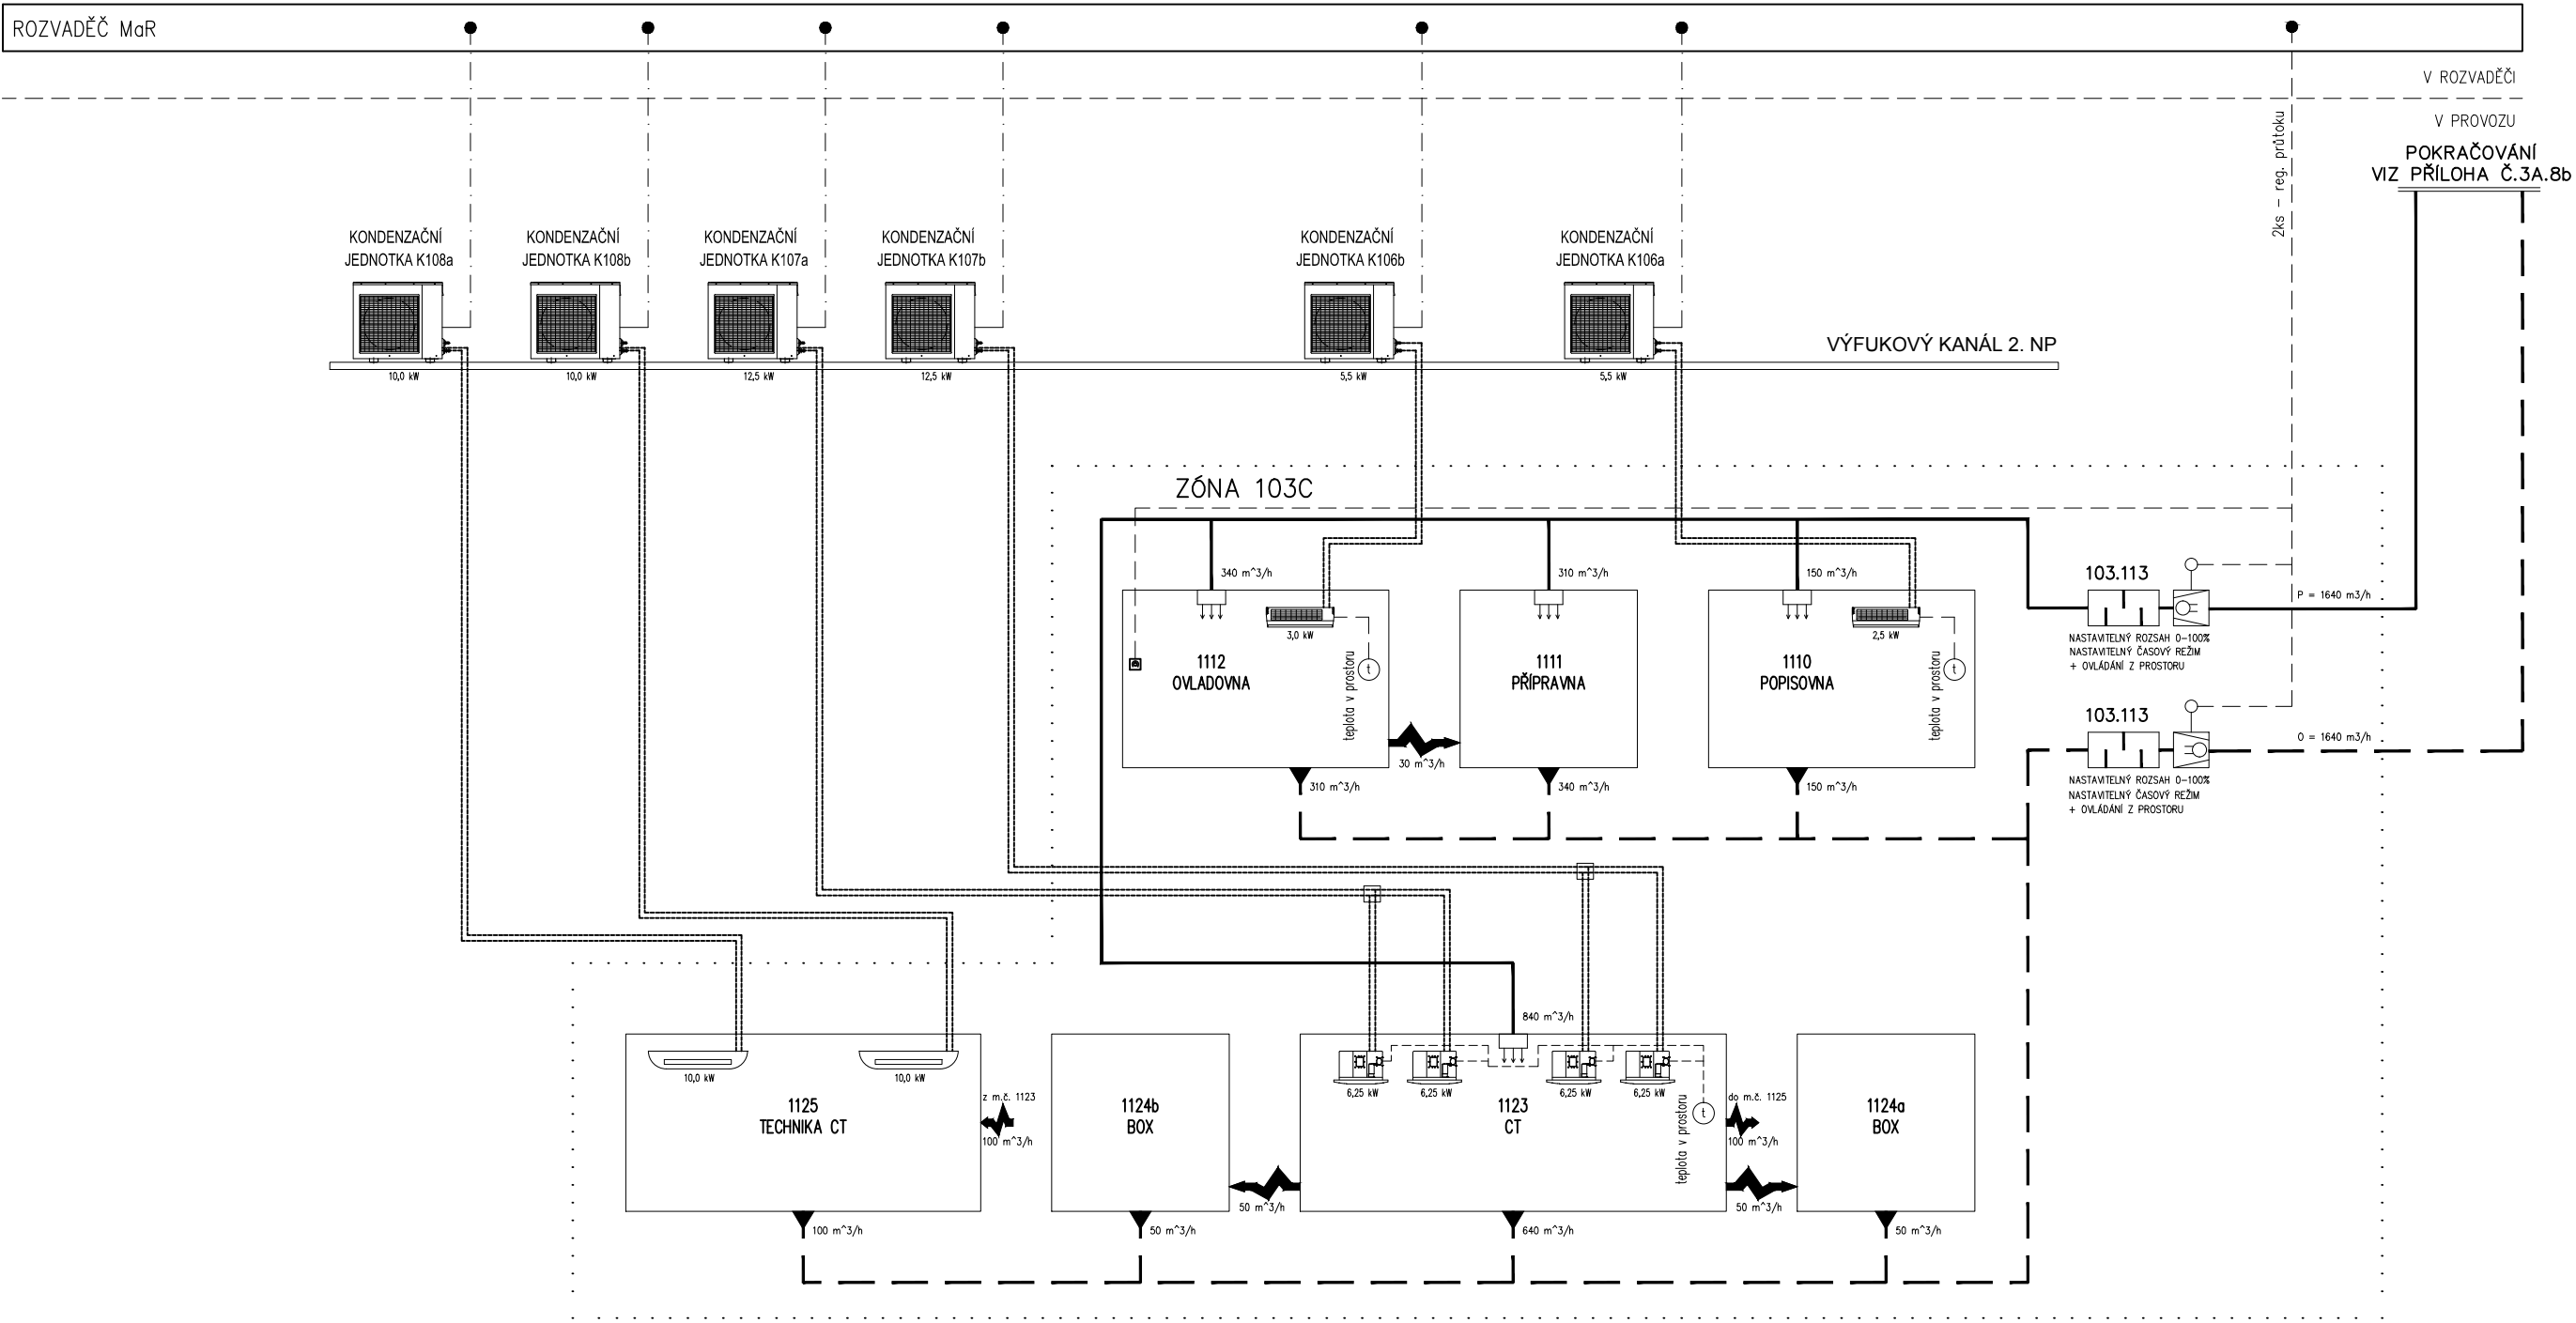 ROZVADĚČ MaR
V ROZVADĚČI
V PROVOZU
POKRAČOVÁNÍ
VIZ PŘÍLOHA Č.3A.8b
2ks - reg. průtoku
KONDENZAČNÍ
JEDNOTKA K108a
KONDENZAČNÍ
JEDNOTKA K108b
KONDENZAČNÍ
JEDNOTKA K107a
KONDENZAČNÍ
JEDNOTKA K107b
KONDENZAČNÍ
JEDNOTKA K106b
KONDENZAČNÍ
JEDNOTKA K106a
VÝFUKOVÝ KANÁL 2. NP
10,0 kW
10,0 kW
12,5 kW
12,5 kW
5,5 kW
5,5 kW
ZÓNA 103C
340 m^3/h
310 m^3/h
150 m^3/h
3,0 kW
2,5 kW
1112
OVLADOVNA
teplota v prostoru
t
1111
PŘÍPRAVNA
1110
POPISOVNA
teplota v prostoru
t
30 m^3/h
310 m^3/h
340 m^3/h
150 m^3/h
103.113
P = 1640 m3/h
NASTAVITELNÝ ROZSAH 0-100%
NASTAVITELNÝ ČASOVÝ REŽIM
+ OVLÁDÁNÍ Z PROSTORU
103.113
O = 1640 m3/h
NASTAVITELNÝ ROZSAH 0-100%
NASTAVITELNÝ ČASOVÝ REŽIM
+ OVLÁDÁNÍ Z PROSTORU
840 m^3/h
10,0 kW
10,0 kW
6,25 kW
6,25 kW
6,25 kW
6,25 kW
1125
TECHNIKA CT
z m.č. 1123
100 m^3/h
1124b
BOX
1123
CT
teplota v prostoru
t
do m.č. 1125
100 m^3/h
1124a
BOX
50 m^3/h
50 m^3/h
100 m^3/h
50 m^3/h
640 m^3/h
50 m^3/h